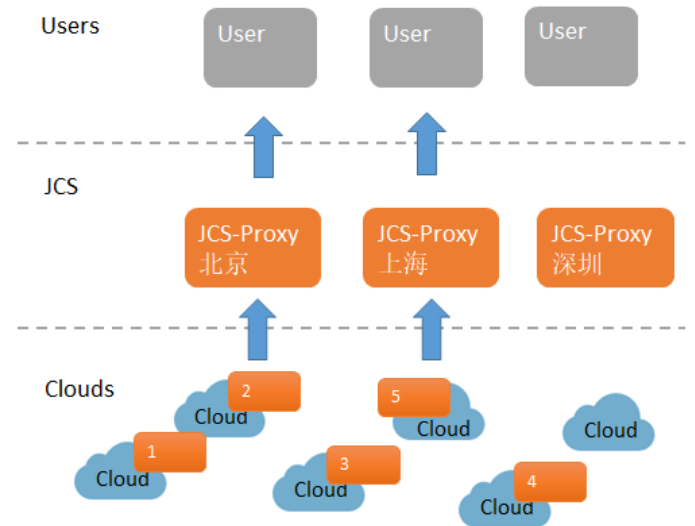 Users
User
User
User
JCS
JCS-Proxy
北京
JCS-Proxy
上海
JCS-Proxy
深圳
Clouds
2
Cloud
5
Cloud
Cloud
1
Cloud
3
Cloud
4
Cloud